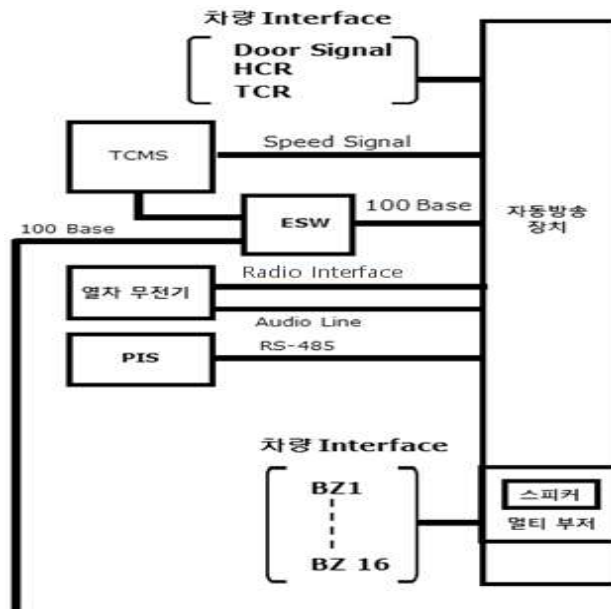 차량 Interface
Door Signal
HCR
TCR
TCMS
Speed Signal
ESW
100 Base
100 Base
자동방송
장치
열차 무전기
Radio Interface
Audio Line
PIS
RS-485
차량 Interface
BZ1
BZ 16
스피커
멀티 부저